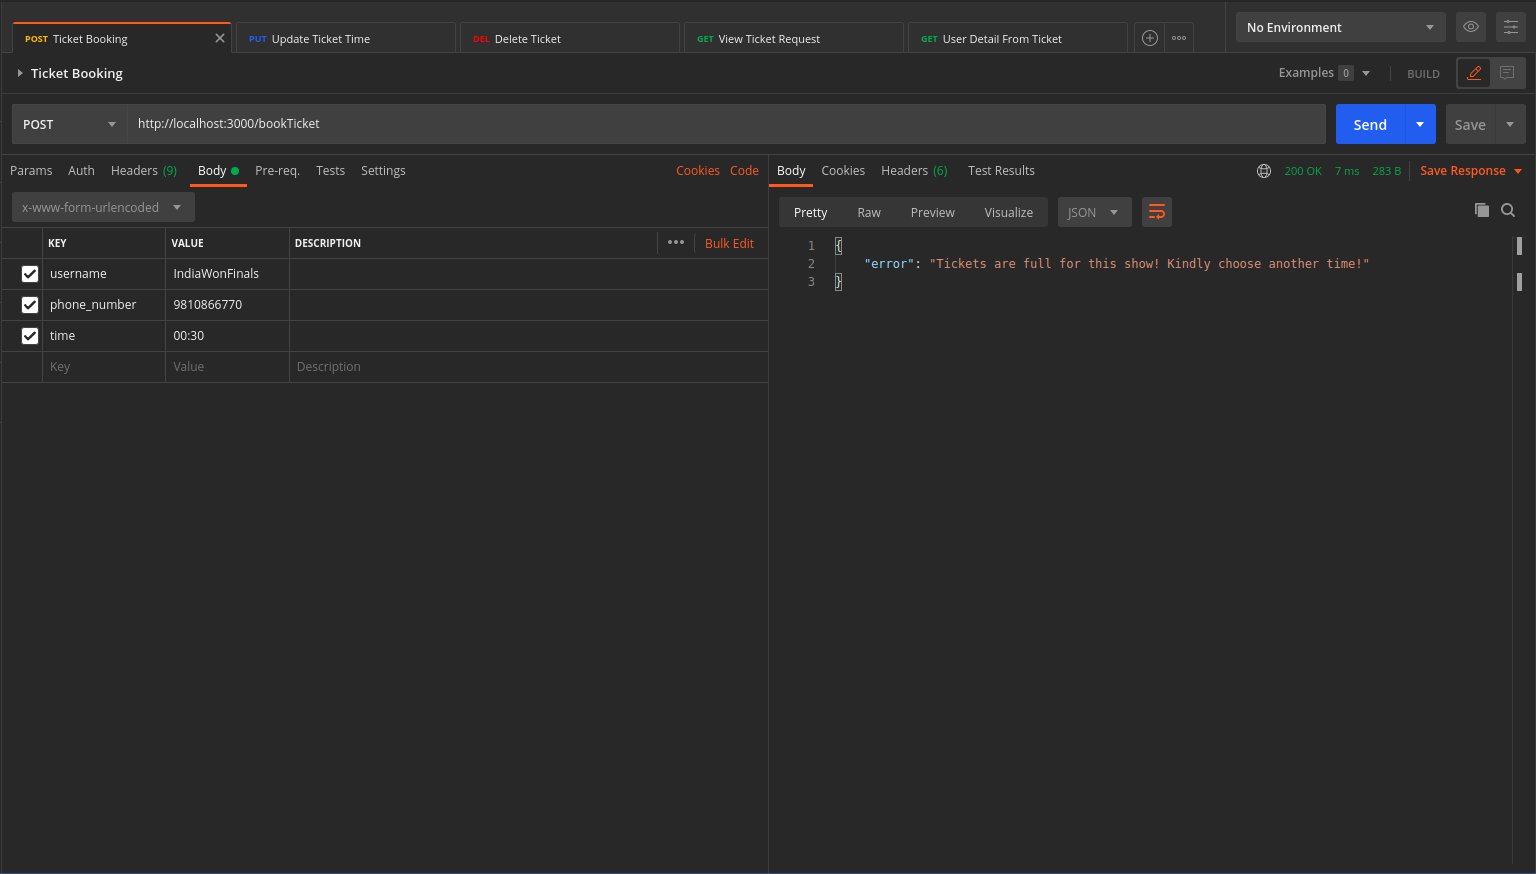 POST Ticket Booking
PUT Update Ticket Time
DEL Delete Ticket
GET View Ticket Request
GET User Detail From Ticket
No Environment
Ticket Booking
Examples 0
BUILD
POST http://localhost:3000/bookTicket
Send
Save
Params Auth Headers (9) Body Pre-req. Tests Settings
Cookies Code
x-www-form-urlencoded
KEY VALUE DESCRIPTION
Bulk Edit
username IndiaWonFinals
phone_number 9810866770
time 00:30
Key Value Description
Body Cookies Headers (6) Test Results
200 OK 7 ms 283 B
Save Response
Pretty Raw Preview Visualize JSON
1 {
2 "error": "Tickets are full for this show! Kindly choose another time!"
3 }